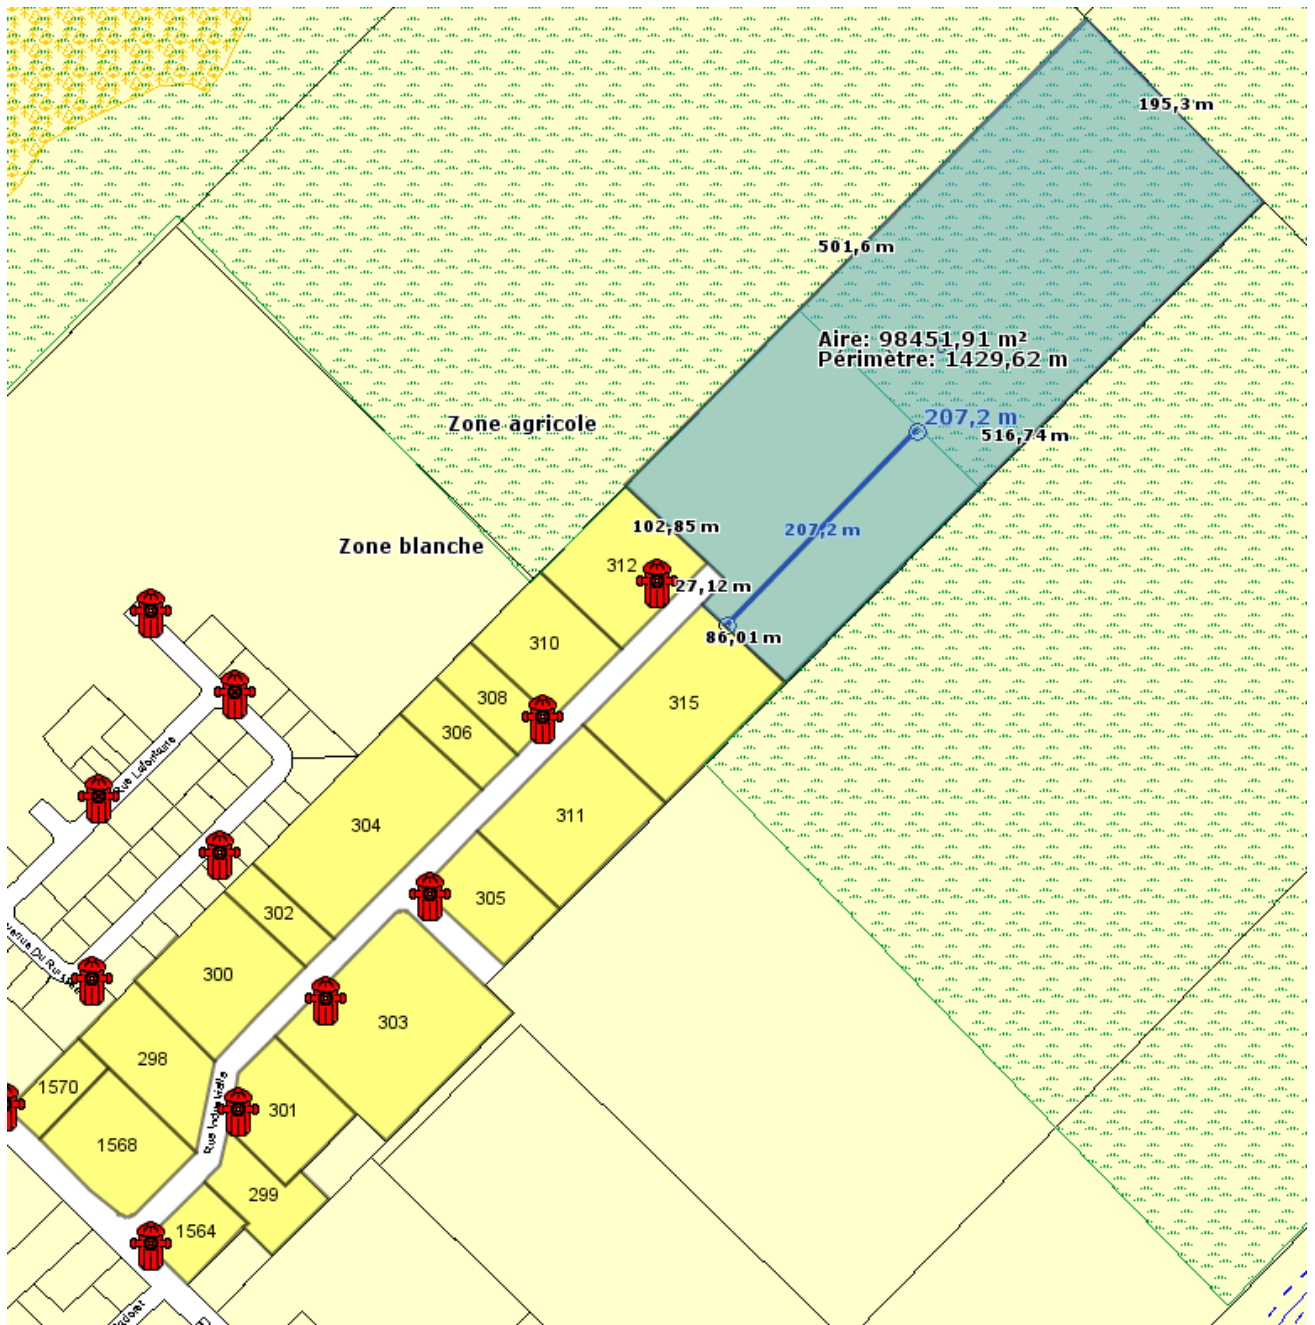 195,3 m
501,6 m
Aire: 98451,91 m²
Périmètre: 1429,62 m
207,2 m
516,74 m
Zone agricole
102,85 m
207,2 m
Zone blanche
312
27,12 m
86,01 m
310
308
315
306
Rue Lafontaine
311
304
305
302
300
303
298
1570
301
Rue Industrielle
1568
299
1564